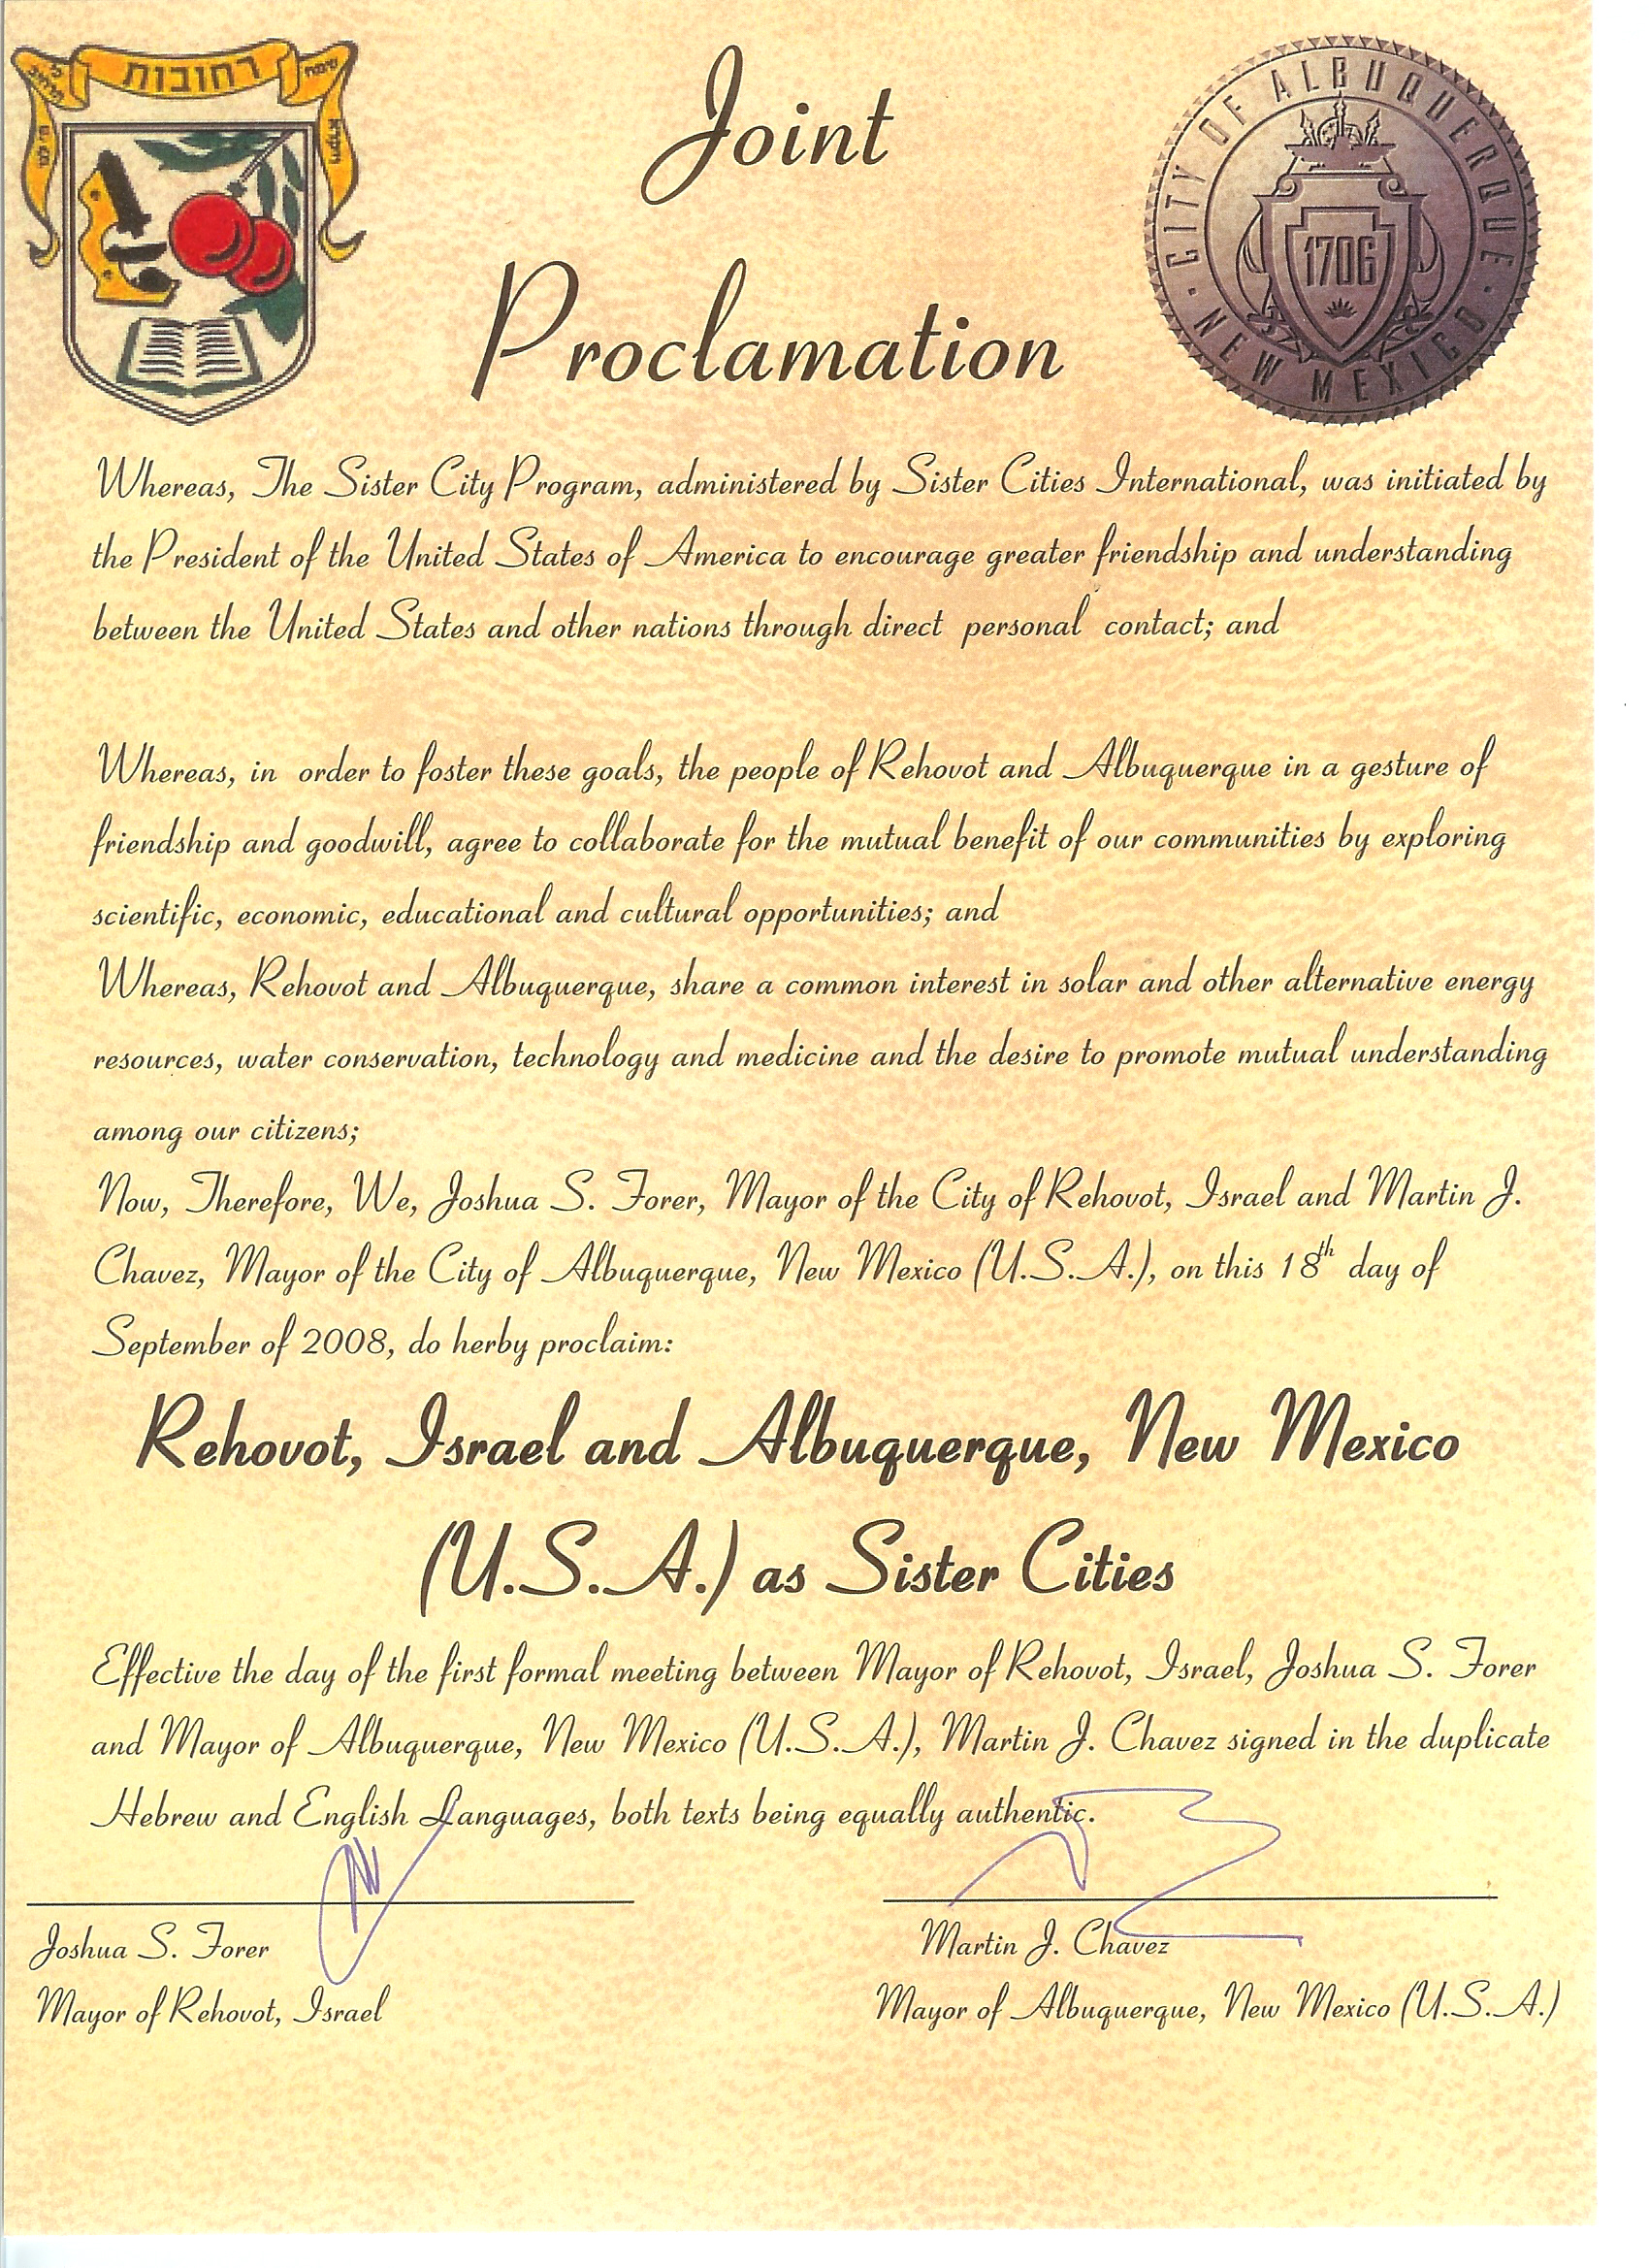 רחובות
CITY OF ALBUQUERQUE
1706
· NEW MEXICO ·
Joint
Proclamation
Whereas, The Sister City Program, administered by Sister Cities International, was initiated by
the President of the United States of America to encourage greater friendship and understanding
between the United States and other nations through direct personal contact; and
Whereas, in order to foster these goals, the people of Rehovot and Albuquerque in a gesture of
friendship and goodwill, agree to collaborate for the mutual benefit of our communities by exploring
scientific, economic, educational and cultural opportunities; and
Whereas, Rehovot and Albuquerque, share a common interest in solar and other alternative energy
resources, water conservation, technology and medicine and the desire to promote mutual understanding
among our citizens;
Now, Therefore, We, Joshua S. Forer, Mayor of the City of Rehovot, Israel and Martin J.
Chavez, Mayor of the City of Albuquerque, New Mexico (U.S.A.), on this 18th day of
September of 2008, do herby proclaim:
Rehovot, Israel and Albuquerque, New Mexico
(U.S.A.) as Sister Cities
Effective the day of the first formal meeting between Mayor of Rehovot, Israel, Joshua S. Forer
and Mayor of Albuquerque, New Mexico (U.S.A.), Martin J. Chavez signed in the duplicate
Hebrew and English Languages, both texts being equally authentic.
Joshua S. Forer
Mayor of Rehovot, Israel
Martin J. Chavez
Mayor of Albuquerque, New Mexico (U.S.A.)